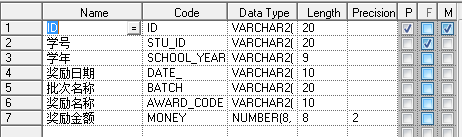 Name Code Data Type Length Precision P F M
1 ID = ID VARCHAR2( 20
2 学号 STU_ID VARCHAR2( 20
3 学年 SCHOOL_YEAR VARCHAR2( 9
4 奖励日期 DATE_ VARCHAR2( 10
5 批次名称 BATCH VARCHAR2( 20
6 奖励名称 AWARD_CODE VARCHAR2( 10
7 奖励金额 MONEY NUMBER(8, 8 2